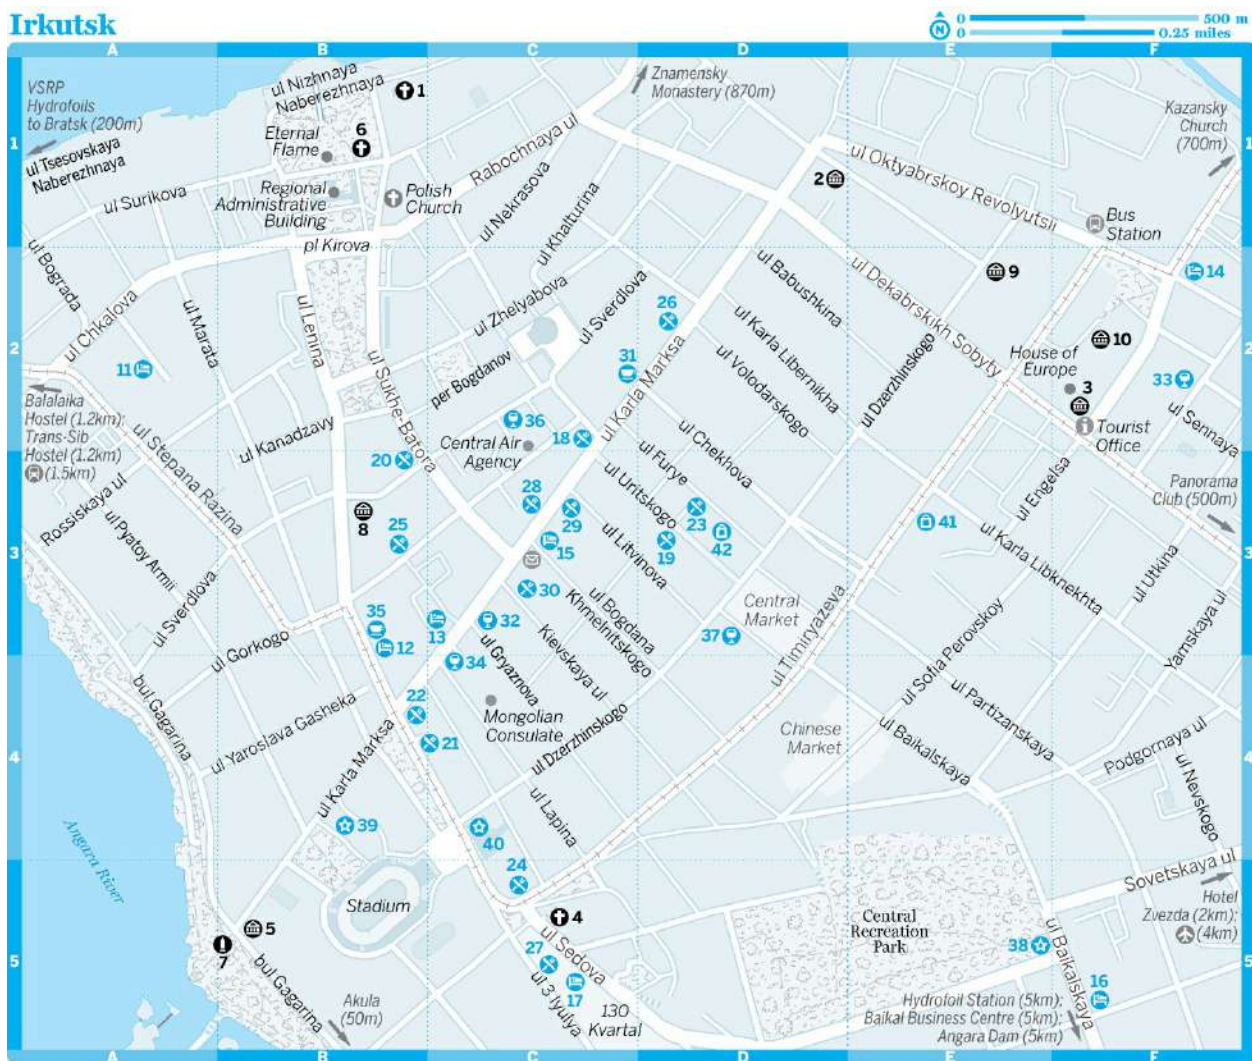 Irkutsk
N
0 500 m
0 0.25 miles
A B C D E F
VSRP
Hydrofoils
to Bratsk (200m)
ul Tsesovskaya
Naberezhnaya
ul Nizhnaya
Naberezhnaya
1
6
Eternal
Flame
Regional
Administrative
Building
Polish
Church
ul Surikova
pl Kirova
Rabochnaya ul
ul Nekrasova
ul Khalturina
Znamensky
Monastery (870m)
2
ul Oktyabrskoy Revolyutsii
Kazansky
Church
(700m)
Bus
Station
1
1
ul Bograda
ul Chkalova
ul Marata
ul Lenina
ul Sukhe-Batora
ul Zhelyabova
per Bogdanov
ul Sverdlova
26
31
ul Karla Marksa
ul Babushkina
ul Karla Libernikha
ul Volodarskogo
ul Dekabrskikh Sobyty
ul Dzerzhinskogo
9
14
10
House of
Europe
3
33
Tourist
Office
ul Sennaya
2
2
11
Balalaika
Hostel (1.2km);
Trans-Sib
Hostel (1.2km)
(1.5km)
ul Stepana Razina
ul Kanadzavy
36
Central Air
Agency
18
20
Rossiskaya ul
ul Pyatoy Armii
ul Sverdlova
8
25
28
29
15
30
ul Uritskogo
ul Furye
ul Chekhova
ul Litvinova
23
19
42
41
ul Engelsa
Panorama
Club (500m)
ul Karla Libknekhta
ul Utkina
Yamskaya ul
3
3
ul Gorkogo
35
12
13
32
34
ul Bogdana
Khmelnitskogo
Kievskaya ul
ul Gryaznova
Central
Market
37
ul Timiryazeva
ul Sofia Perovskoy
ul Partizanskaya
bul Gagarina
ul Yaroslava Gasheka
ul Karla Marksa
22
21
Mongolian
Consulate
ul Dzerzhinskogo
Chinese
Market
ul Baikalskaya
Podgornaya ul
ul Nevskogo
4
4
39
40
ul Lapina
24
Angara River
Stadium
5
7
bul Gagarina
Akula
(50m)
4
ul Sedova
27
ul 3 Iyulya
17
130
Kvartal
Central
Recreation
Park
38
Sovetskaya ul
Hotel
Zvezda (2km);
(4km)
ul Baikalskaya
16
Hydrofoil Station (5km);
Baikal Business Centre (5km);
Angara Dam (5km)
5
5
A B C D E F